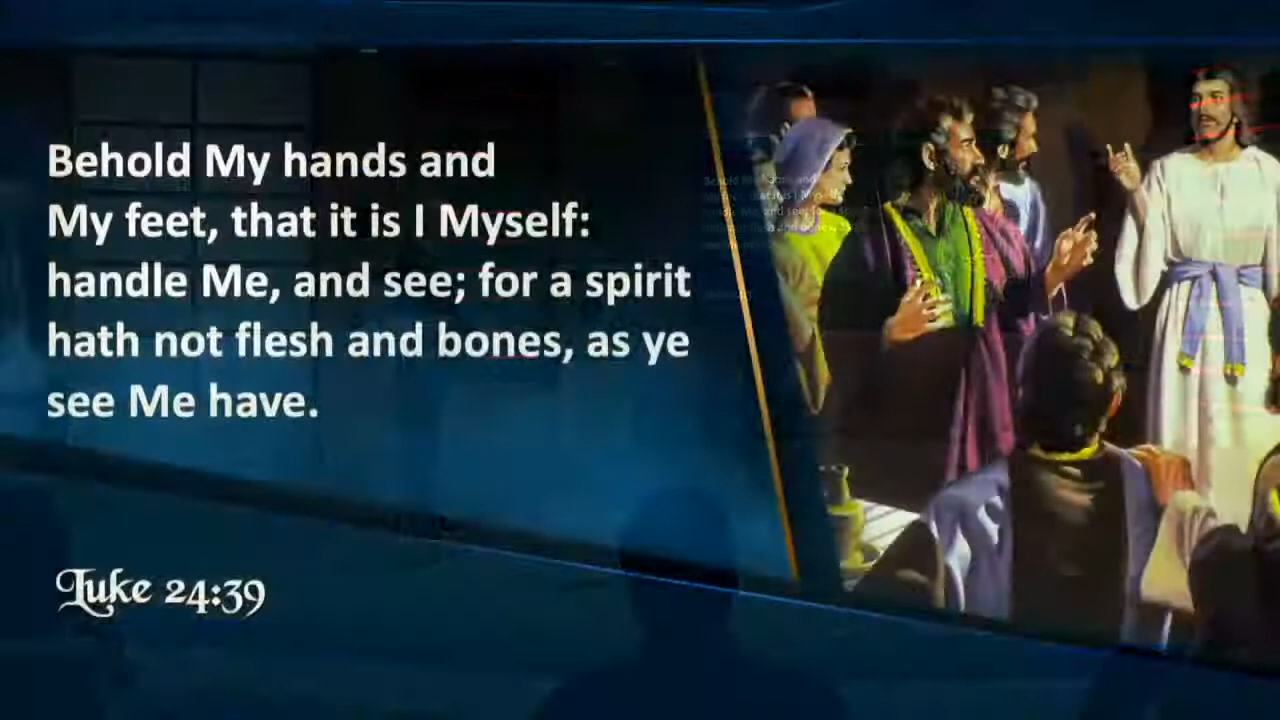 Behold My hands and
My feet, that it is I Myself:
handle Me, and see; for a spirit
hath not flesh and bones, as ye
see Me have.
Luke 24:39